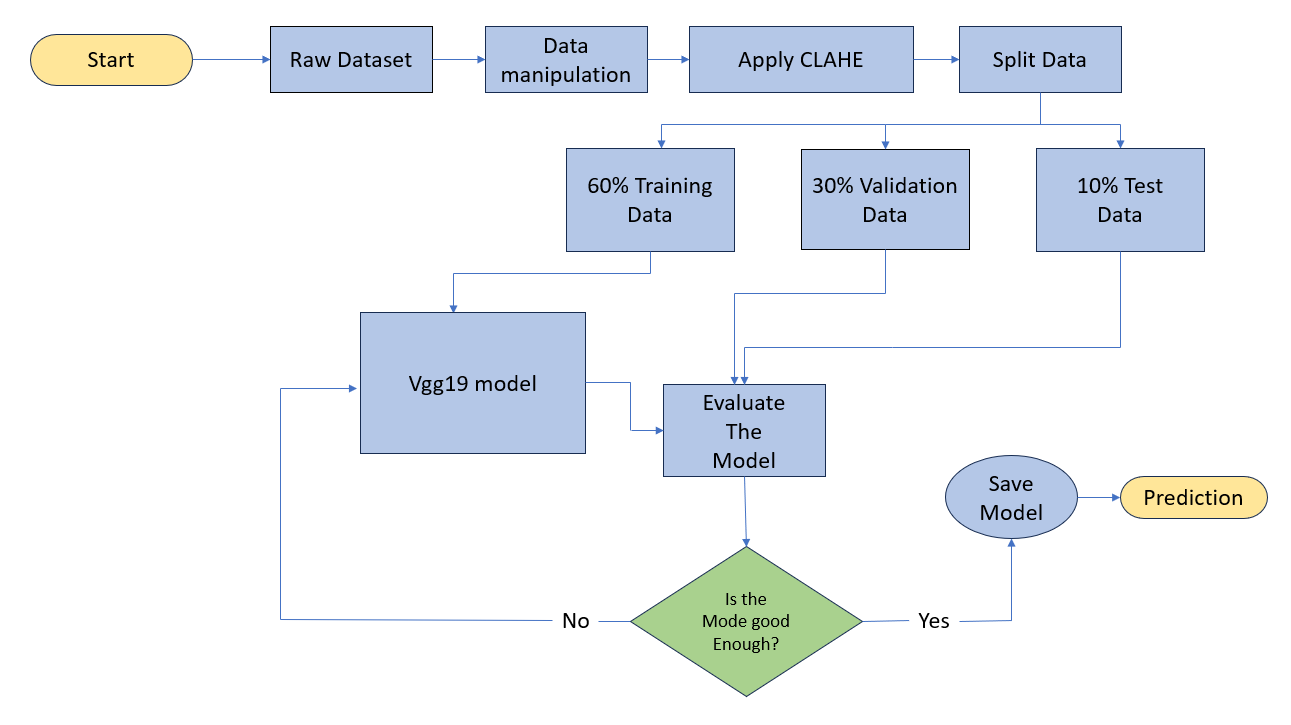 Start
Raw Dataset
Data
manipulation
Apply CLAHE
Split Data
60% Training
Data
30% Validation
Data
10% Test
Data
Vgg19 model
Evaluate
The
Model
Save
Model
Prediction
Is the
Mode good
Enough?
No
Yes